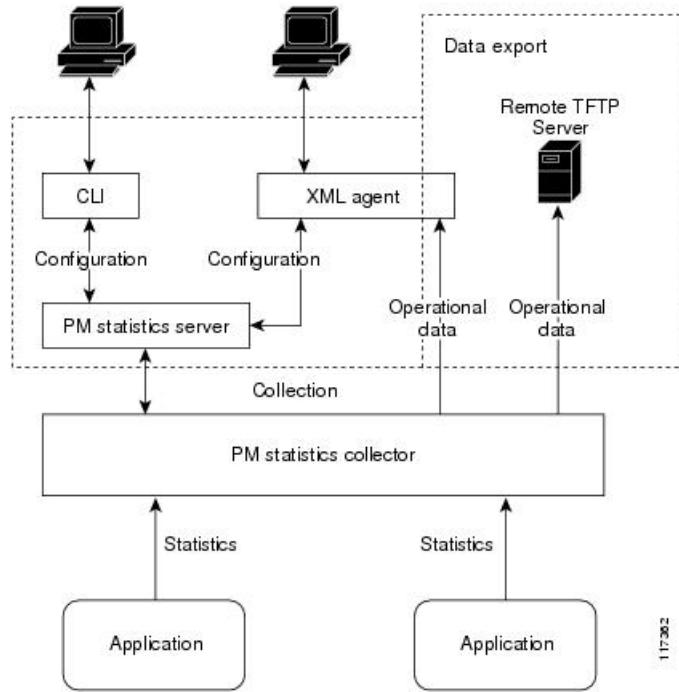 Data export
Remote TFTP
Server
CLI
XML agent
Configuration
Configuration
PM statistics server
Operational
data
Operational
data
Collection
PM statistics collector
Statistics
Statistics
Application
Application
117362